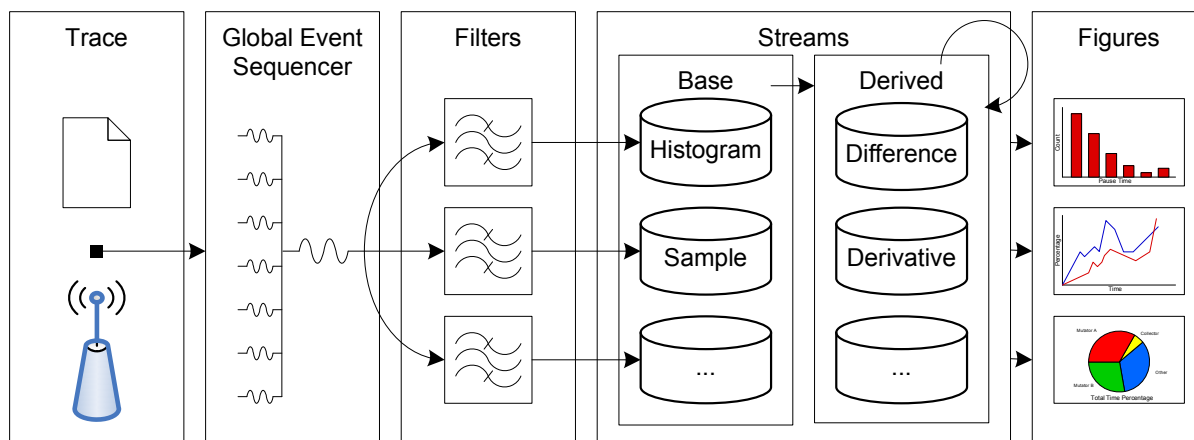 Trace
Global Event
Sequencer
Filters
Streams
Figures
Base
Derived
Histogram
Difference
Sample
Derivative
...
...
Count
Pause Time
Percentage
Time
Mutator A
Collector
Other
Mutator B
Total Time Percentage